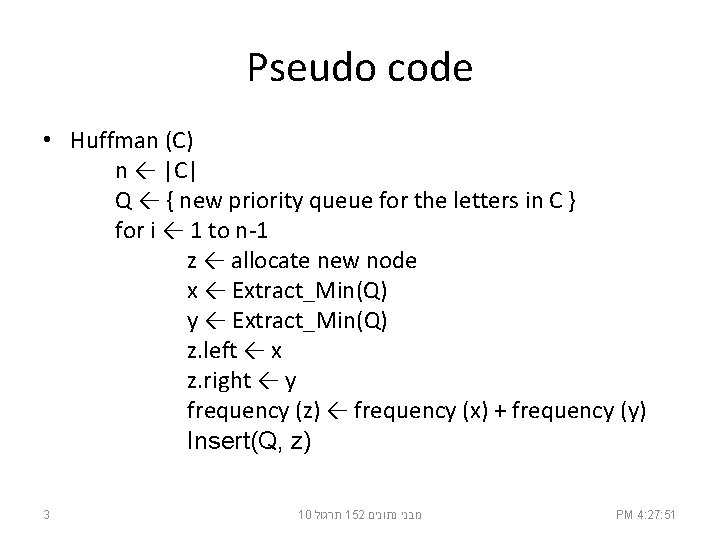 Pseudo code
• Huffman (C)
n ← |C|
Q ← { new priority queue for the letters in C }
for i ← 1 to n-1
z ← allocate new node
x ← Extract_Min(Q)
y ← Extract_Min(Q)
z.left ← x
z.right ← y
frequency (z) ← frequency (x) + frequency (y)
Insert(Q, z)
3
מבני נתונים 152 תרגול 10
PM 4:27:51